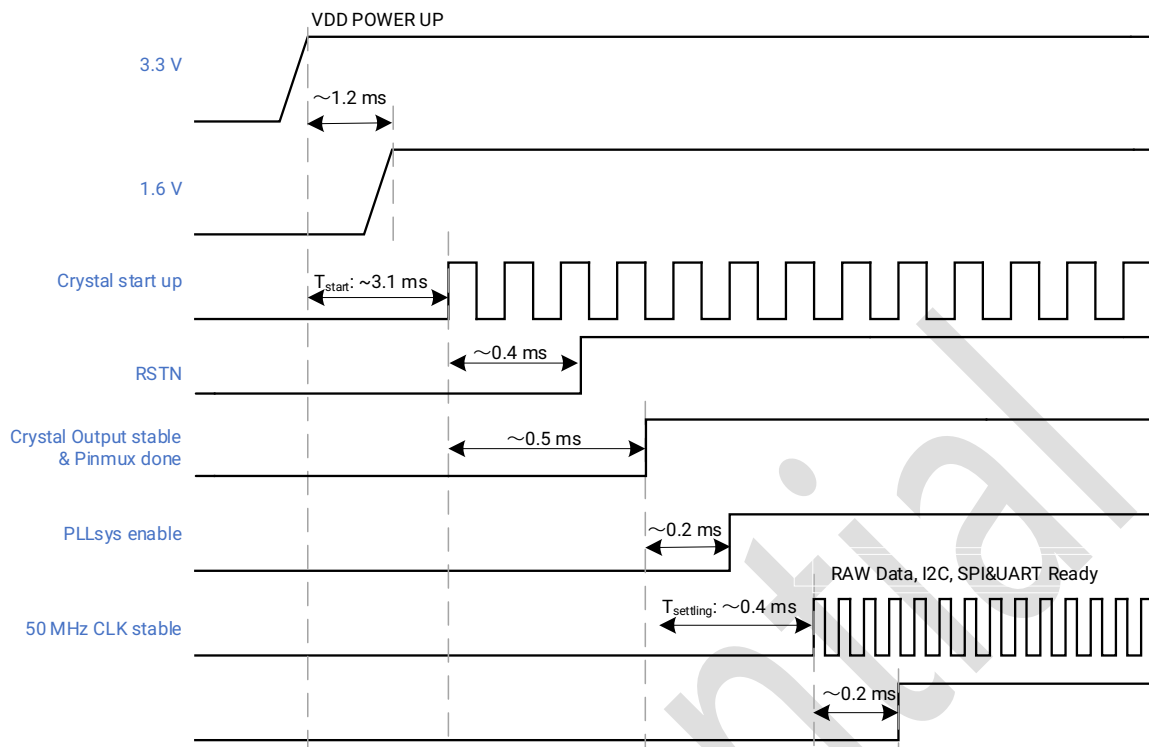 VDD POWER UP
3.3 V
～1.2 ms
1.6 V
Crystal start up
Tstart: ~3.1 ms
～0.4 ms
RSTN
Crystal Output stable
& Pinmux done
～0.5 ms
PLLsys enable
～0.2 ms
RAW Data, I2C, SPI&UART Ready
50 MHz CLK stable
Tsettling: ～0.4 ms
～0.2 ms
ntial